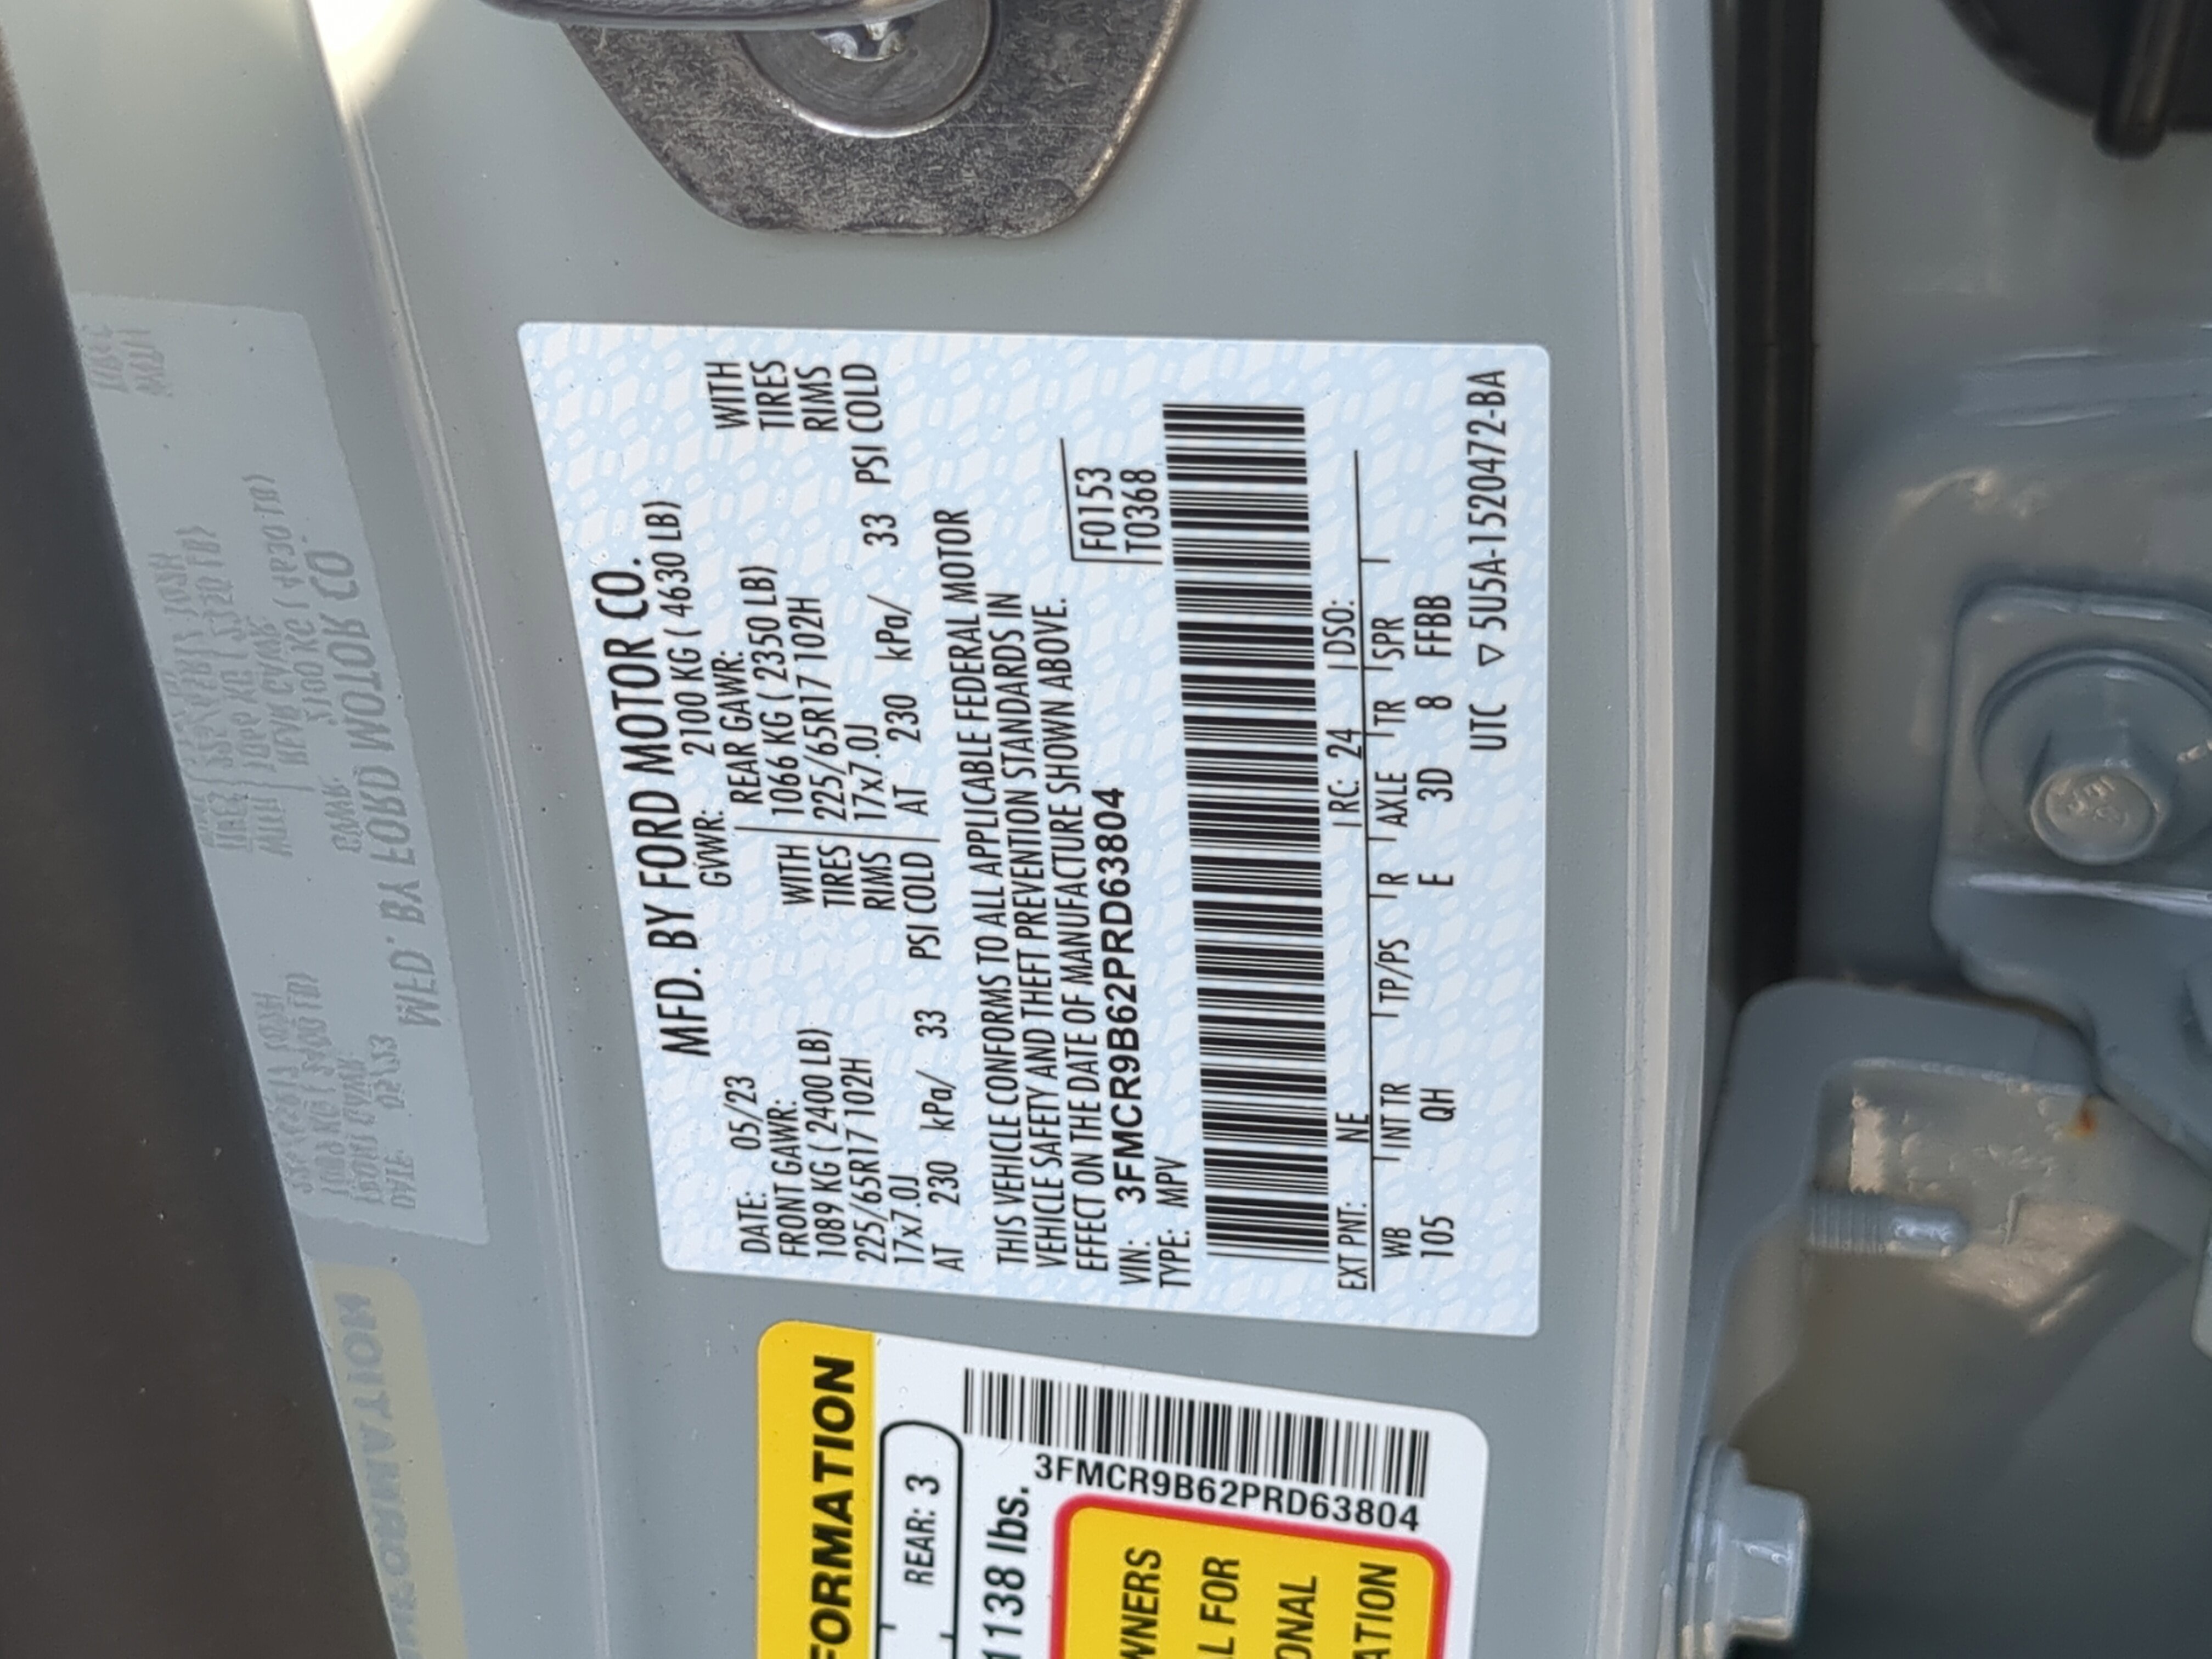 MFD. BY FORD MOTOR CO.
DATE: 05/23 GVWR: 2100 KG ( 4630 LB)
FRONT GAWR: REAR GAWR:
1089 KG ( 2400 LB) WITH 1066 KG ( 2350 LB) WITH
225/65R17 102H TIRES 225/65R17 102H TIRES
17x7.0J RIMS 17x7.0J RIMS
AT 230 kPa/ 33 PSI COLD AT 230 kPa/ 33 PSI COLD
THIS VEHICLE CONFORMS TO ALL APPLICABLE FEDERAL MOTOR
VEHICLE SAFETY AND THEFT PREVENTION STANDARDS IN
EFFECT ON THE DATE OF MANUFACTURE SHOWN ABOVE.
VIN: 3FMCR9B62PRD63804 F0153
TYPE: MPV T0368
EXT PNT: NE RC: 24 DSO:
WB INT TR TP/PS R AXLE TR SPR
105 QH E 3D 8 FFBB
UTC ▽ 5U5A-1520472-BA
FORMATION
REAR: 3
1138 lbs.
3FMCR9B62PRD63804
WNERS
L FOR
ONAL
ATION